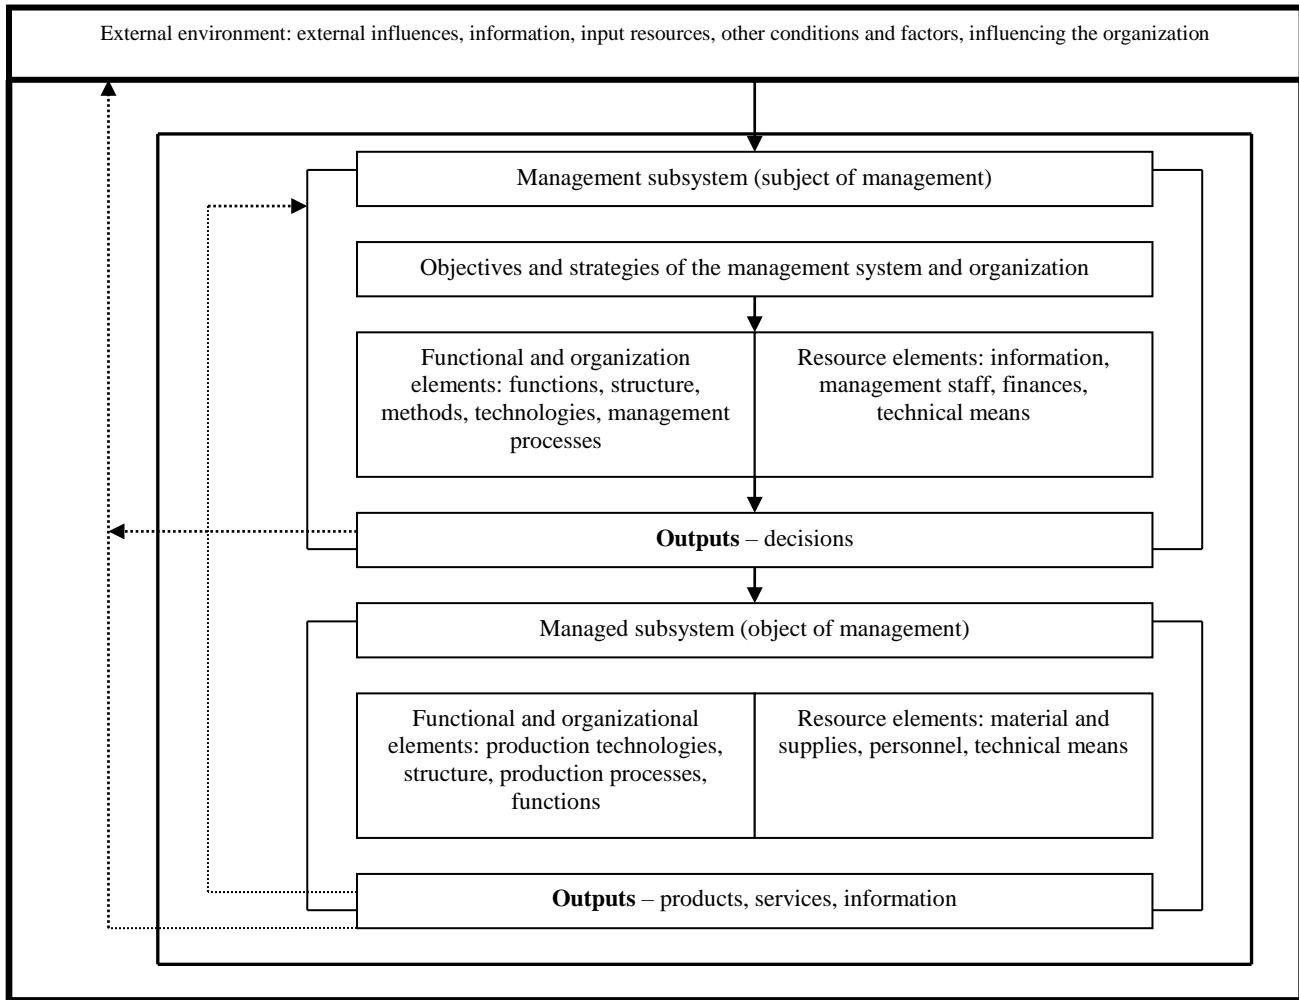 External environment: external influences, information, input resources, other conditions and factors, influencing the organization
Management subsystem (subject of management)
Objectives and strategies of the management system and organization
Functional and organization
elements: functions, structure,
methods, technologies, management
processes
Resource elements: information,
management staff, finances,
technical means
Outputs – decisions
Managed subsystem (object of management)
Functional and organizational
elements: production technologies,
structure, production processes,
functions
Resource elements: material and
supplies, personnel, technical means
Outputs – products, services, information